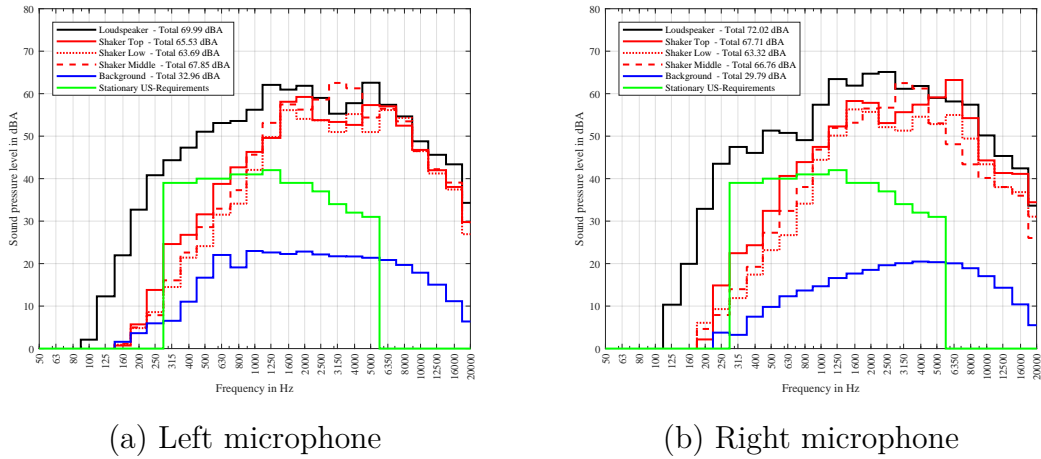 80
70
60
50
40
30
20
10
0
Sound pressure level in dBA
Loudspeaker - Total 69.99 dBA
Shaker Top - Total 65.53 dBA
Shaker Low - Total 63.69 dBA
Shaker Middle - Total 67.85 dBA
Background - Total 32.96 dBA
Stationary US-Requirements
50 63 80 100 125 160 200 250 315 400 500 630 800 1000 1250 1600 2000 2500 3150 4000 5000 6350 8000 10000 12500 16000 20000
Frequency in Hz
(a) Left microphone
80
70
60
50
40
30
20
10
0
Sound pressure level in dBA
Loudspeaker - Total 72.02 dBA
Shaker Top - Total 67.71 dBA
Shaker Low - Total 63.32 dBA
Shaker Middle - Total 66.76 dBA
Background - Total 29.79 dBA
Stationary US-Requirements
50 63 80 100 125 160 200 250 315 400 500 630 800 1000 1250 1600 2000 2500 3150 4000 5000 6350 8000 10000 12500 16000 20000
Frequency in Hz
(b) Right microphone